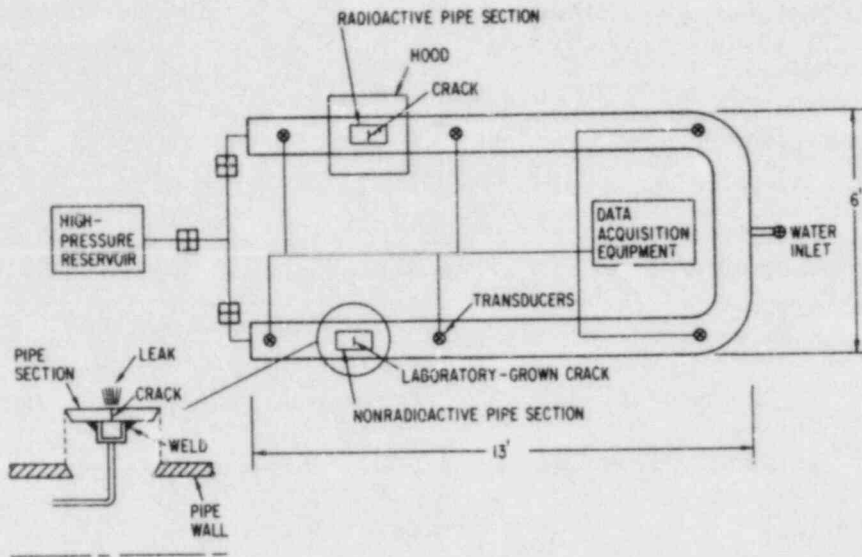 RADIOACTIVE PIPE SECTION
HOOD
CRACK
HIGH-
PRESSURE
RESERVOIR
DATA
ACQUISITION
EQUIPMENT
WATER
INLET
6'
TRANSDUCERS
PIPE
SECTION
LEAK
CRACK
WELD
PIPE
WALL
LABORATORY-GROWN CRACK
NONRADIOACTIVE PIPE SECTION
13'